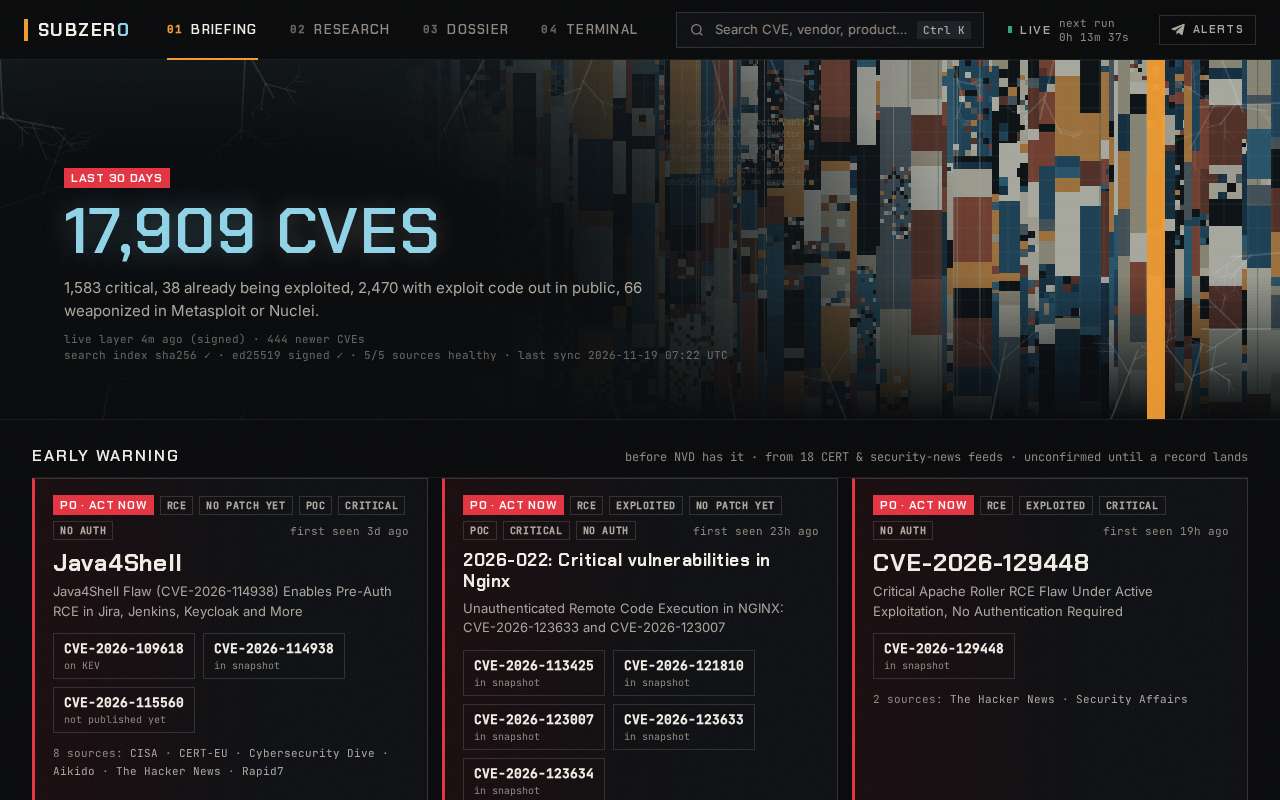 SUBZERO
01 BRIEFING
02 RESEARCH
03 DOSSIER
04 TERMINAL
Search CVE, vendor, product... Ctrl K
LIVE
next run
0h 13m 37s
ALERTS
LAST 30 DAYS
17,909 CVES
1,583 critical, 38 already being exploited, 2,470 with exploit code out in public, 66
weaponized in Metasploit or Nuclei.
live layer 4m ago (signed) · 444 newer CVEs
search index sha256 ✓ · ed25519 signed ✓ · 5/5 sources healthy · last sync 2026-11-19 07:22 UTC
EARLY WARNING
before NVD has it · from 18 CERT & security-news feeds · unconfirmed until a record lands
P0 · ACT NOW RCE NO PATCH YET POC CRITICAL
NO AUTH first seen 3d ago
Java4Shell
Java4Shell Flaw (CVE-2026-114938) Enables Pre-Auth
RCE in Jira, Jenkins, Keycloak and More
CVE-2026-109618
on KEV
CVE-2026-114938
in snapshot
CVE-2026-115560
not published yet
8 sources: CISA · CERT-EU · Cybersecurity Dive ·
Aikido · The Hacker News · Rapid7
P0 · ACT NOW RCE EXPLOITED NO PATCH YET
POC CRITICAL NO AUTH first seen 23h ago
2026-022: Critical vulnerabilities in
Nginx
Unauthenticated Remote Code Execution in NGINX:
CVE-2026-123633 and CVE-2026-123007
CVE-2026-113425
in snapshot
CVE-2026-121810
in snapshot
CVE-2026-123007
in snapshot
CVE-2026-123633
in snapshot
CVE-2026-123634
in snapshot
P0 · ACT NOW RCE EXPLOITED CRITICAL
NO AUTH first seen 19h ago
CVE-2026-129448
Critical Apache Roller RCE Flaw Under Active
Exploitation, No Authentication Required
CVE-2026-129448
in snapshot
2 sources: The Hacker News · Security Affairs